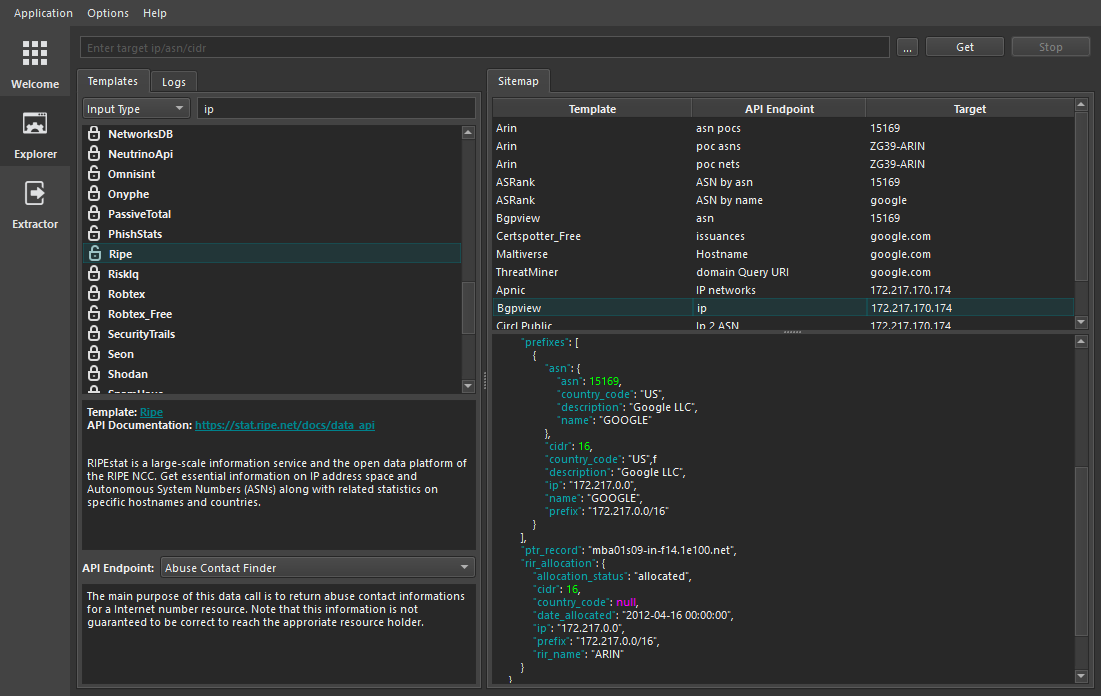 Application Options Help
Enter target ip/asn/cidr ... Get Stop
Welcome
Explorer
Extractor
Templates Logs
Input Type ip
NetworksDB
NeutrinoApi
Omnisint
Onyphe
PassiveTotal
PhishStats
Ripe
RiskIq
Robtex
Robtex_Free
SecurityTrails
Seon
Shodan
SpamHaus
Template: Ripe
API Documentation: https://stat.ripe.net/docs/data_api
RIPEstat is a large-scale information service and the open data platform of
the RIPE NCC. Get essential information on IP address space and
Autonomous System Numbers (ASNs) along with related statistics on
specific hostnames and countries.
API Endpoint: Abuse Contact Finder
The main purpose of this data call is to return abuse contact informations
for a Internet number resource. Note that this information is not
guaranteed to be correct to reach the approriate resource holder.
Sitemap
Template API Endpoint Target
Arin asn pocs 15169
Arin poc asns ZG39-ARIN
Arin poc nets ZG39-ARIN
ASRank ASN by asn 15169
ASRank ASN by name google
Bgpview asn 15169
Certspotter_Free issuances google.com
Maltiverse Hostname google.com
ThreatMiner domain Query URI google.com
Apnic IP networks 172.217.170.174
Bgpview ip 172.217.170.174
Circl Public Ip 2 ASN 172.217.170.174
"prefixes": [
{
"asn": {
"asn": 15169,
"country_code": "US",
"description": "Google LLC",
"name": "GOOGLE"
},
"cidr": 16,
"country_code": "US",f
"description": "Google LLC",
"ip": "172.217.0.0",
"name": "GOOGLE",
"prefix": "172.217.0.0/16"
}
],
"ptr_record": "mba01s09-in-f14.1e100.net",
"rir_allocation": {
"allocation_status": "allocated",
"cidr": 16,
"country_code": null,
"date_allocated": "2012-04-16 00:00:00",
"ip": "172.217.0.0",
"prefix": "172.217.0.0/16",
"rir_name": "ARIN"
}
}